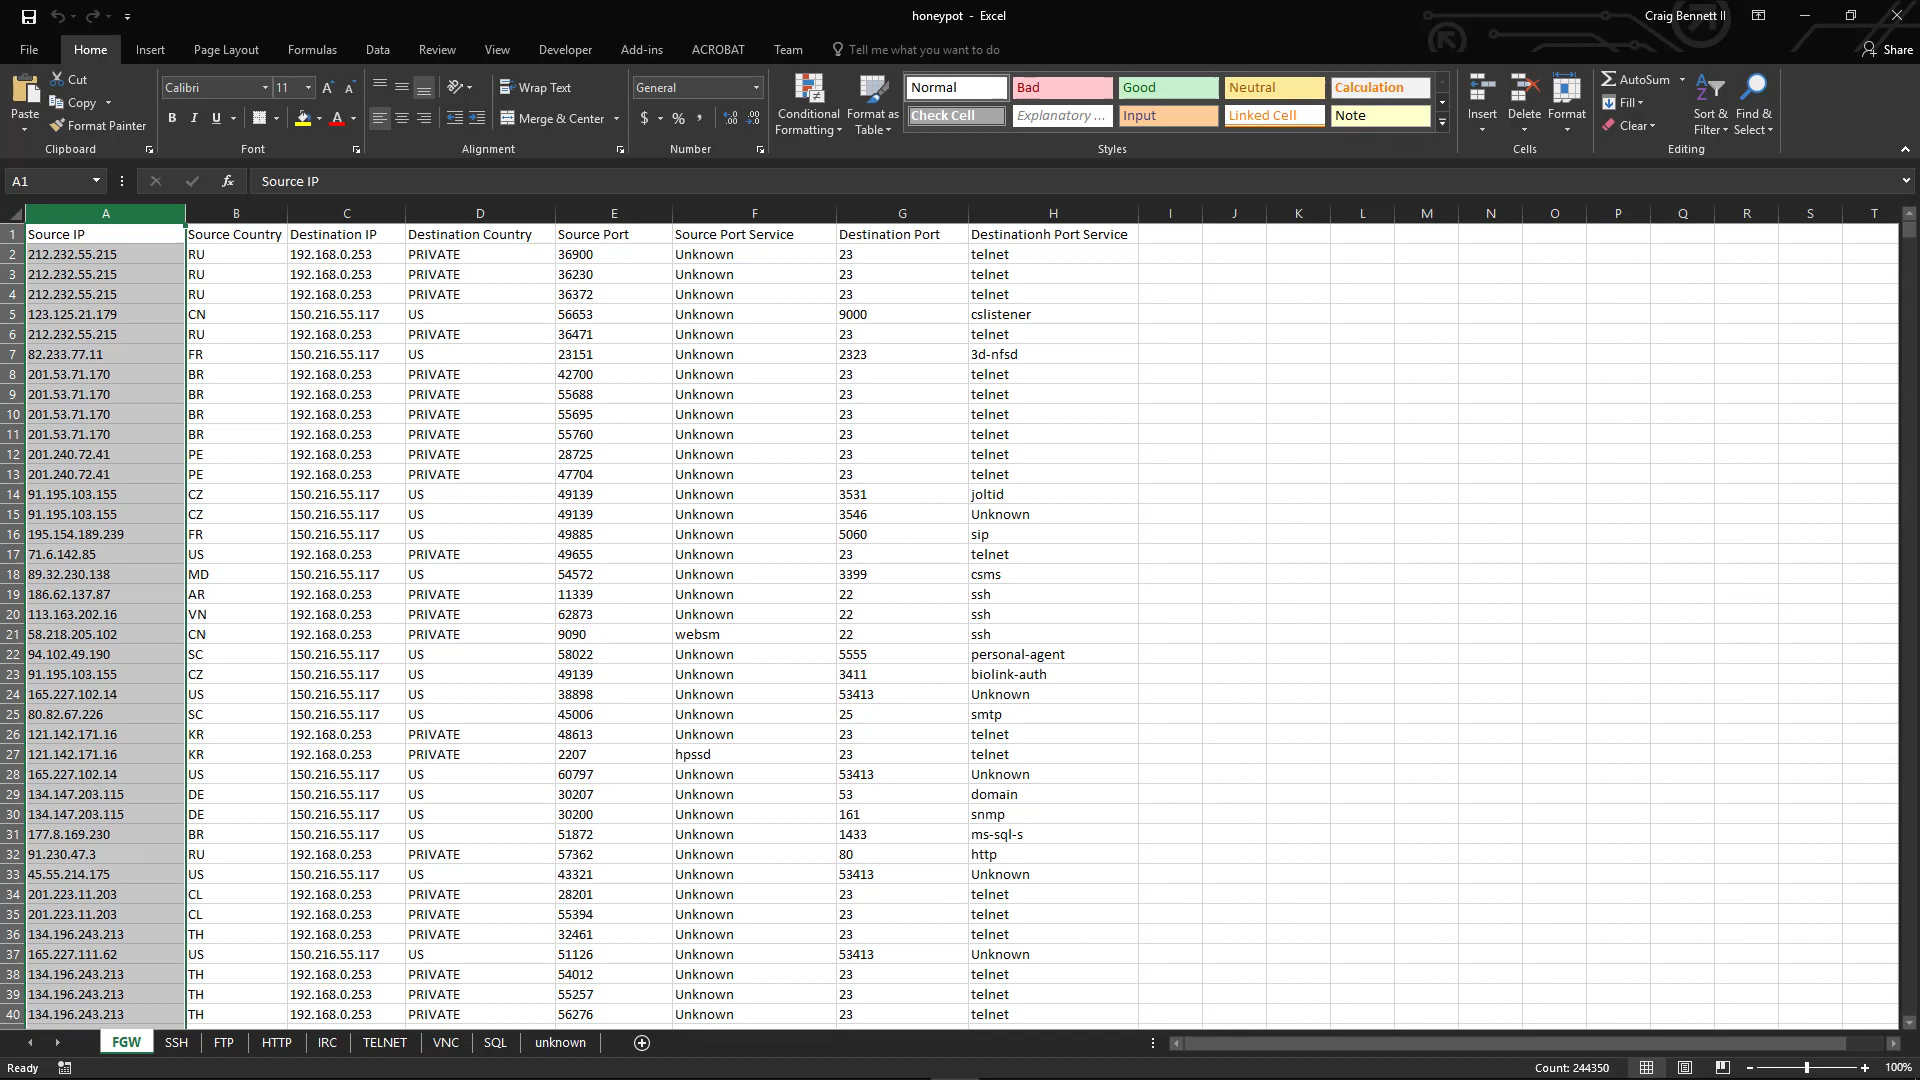 honeypot - Excel
Craig Bennett II
File Home Insert Page Layout Formulas Data Review View Developer Add-ins ACROBAT Team Tell me what you want to do Share
Paste
Cut
Copy
Format Painter
Clipboard
Calibri 11
B I U
Font
Wrap Text
Merge & Center
Alignment
General
$ % ,
Number
Conditional Formatting
Format as Table
Normal Bad Good Neutral Calculation
Check Cell Explanatory ... Input Linked Cell Note
Styles
Insert Delete Format
Cells
AutoSum
Fill
Clear
Sort & Filter
Find & Select
Editing
A1 fx Source IP
A B C D E F G H I J K L M N O P Q R S T
1 Source IP Source Country Destination IP Destination Country Source Port Source Port Service Destination Port Destinationh Port Service
2 212.232.55.215 RU 192.168.0.253 PRIVATE 36900 Unknown 23 telnet
3 212.232.55.215 RU 192.168.0.253 PRIVATE 36230 Unknown 23 telnet
4 212.232.55.215 RU 192.168.0.253 PRIVATE 36372 Unknown 23 telnet
5 123.125.21.179 CN 150.216.55.117 US 56653 Unknown 9000 cslistener
6 212.232.55.215 RU 192.168.0.253 PRIVATE 36471 Unknown 23 telnet
7 82.233.77.11 FR 150.216.55.117 US 23151 Unknown 2323 3d-nfsd
8 201.53.71.170 BR 192.168.0.253 PRIVATE 42700 Unknown 23 telnet
9 201.53.71.170 BR 192.168.0.253 PRIVATE 55688 Unknown 23 telnet
10 201.53.71.170 BR 192.168.0.253 PRIVATE 55695 Unknown 23 telnet
11 201.53.71.170 BR 192.168.0.253 PRIVATE 55760 Unknown 23 telnet
12 201.240.72.41 PE 192.168.0.253 PRIVATE 28725 Unknown 23 telnet
13 201.240.72.41 PE 192.168.0.253 PRIVATE 47704 Unknown 23 telnet
14 91.195.103.155 CZ 150.216.55.117 US 49139 Unknown 3531 joltid
15 91.195.103.155 CZ 150.216.55.117 US 49139 Unknown 3546 Unknown
16 195.154.189.239 FR 150.216.55.117 US 49885 Unknown 5060 sip
17 71.6.142.85 US 192.168.0.253 PRIVATE 49655 Unknown 23 telnet
18 89.32.230.138 MD 150.216.55.117 US 54572 Unknown 3399 csms
19 186.62.137.87 AR 192.168.0.253 PRIVATE 11339 Unknown 22 ssh
20 113.163.202.16 VN 192.168.0.253 PRIVATE 62873 Unknown 22 ssh
21 58.218.205.102 CN 192.168.0.253 PRIVATE 9090 websm 22 ssh
22 94.102.49.190 SC 150.216.55.117 US 58022 Unknown 5555 personal-agent
23 91.195.103.155 CZ 150.216.55.117 US 49139 Unknown 3411 biolink-auth
24 165.227.102.14 US 150.216.55.117 US 38898 Unknown 53413 Unknown
25 80.82.67.226 SC 150.216.55.117 US 45006 Unknown 25 smtp
26 121.142.171.16 KR 192.168.0.253 PRIVATE 48613 Unknown 23 telnet
27 121.142.171.16 KR 192.168.0.253 PRIVATE 2207 hpssd 23 telnet
28 165.227.102.14 US 150.216.55.117 US 60797 Unknown 53413 Unknown
29 134.147.203.115 DE 150.216.55.117 US 30207 Unknown 53 domain
30 134.147.203.115 DE 150.216.55.117 US 30200 Unknown 161 snmp
31 177.8.169.230 BR 150.216.55.117 US 51872 Unknown 1433 ms-sql-s
32 91.230.47.3 RU 192.168.0.253 PRIVATE 57362 Unknown 80 http
33 45.55.214.175 US 150.216.55.117 US 43321 Unknown 53413 Unknown
34 201.223.11.203 CL 192.168.0.253 PRIVATE 28201 Unknown 23 telnet
35 201.223.11.203 CL 192.168.0.253 PRIVATE 55394 Unknown 23 telnet
36 134.196.243.213 TH 192.168.0.253 PRIVATE 32461 Unknown 23 telnet
37 165.227.111.62 US 150.216.55.117 US 51126 Unknown 53413 Unknown
38 134.196.243.213 TH 192.168.0.253 PRIVATE 54012 Unknown 23 telnet
39 134.196.243.213 TH 192.168.0.253 PRIVATE 55257 Unknown 23 telnet
40 134.196.243.213 TH 192.168.0.253 PRIVATE 56276 Unknown 23 telnet
FGW SSH FTP HTTP IRC TELNET VNC SQL unknown
Ready
Count: 244350
100%